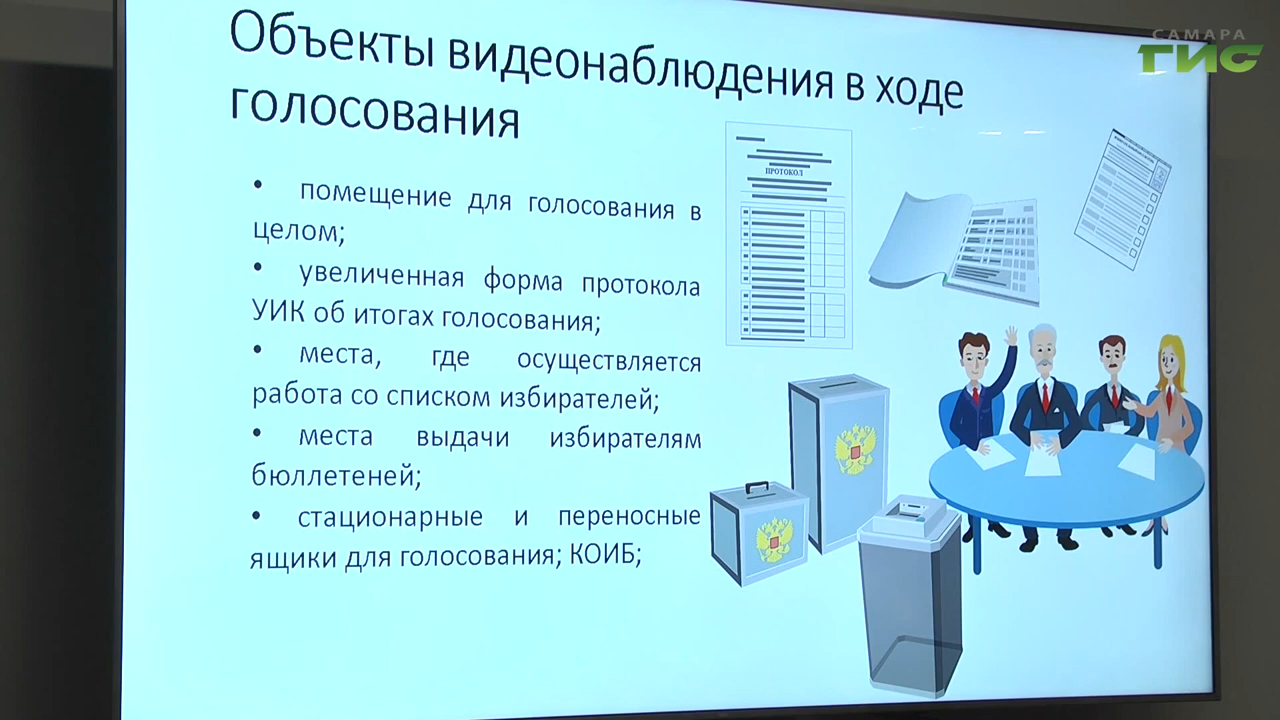 Объекты видеонаблюдения в ходе
голосования
САМАРА
ГИС
• помещение для голосования в
целом;
• увеличенная форма протокола
УИК об итогах голосования;
• места, где осуществляется
работа со списком избирателей;
• места выдачи избирателям
бюллетеней;
• стационарные и переносные
ящики для голосования; КОИБ;
ПРОТОКОЛ